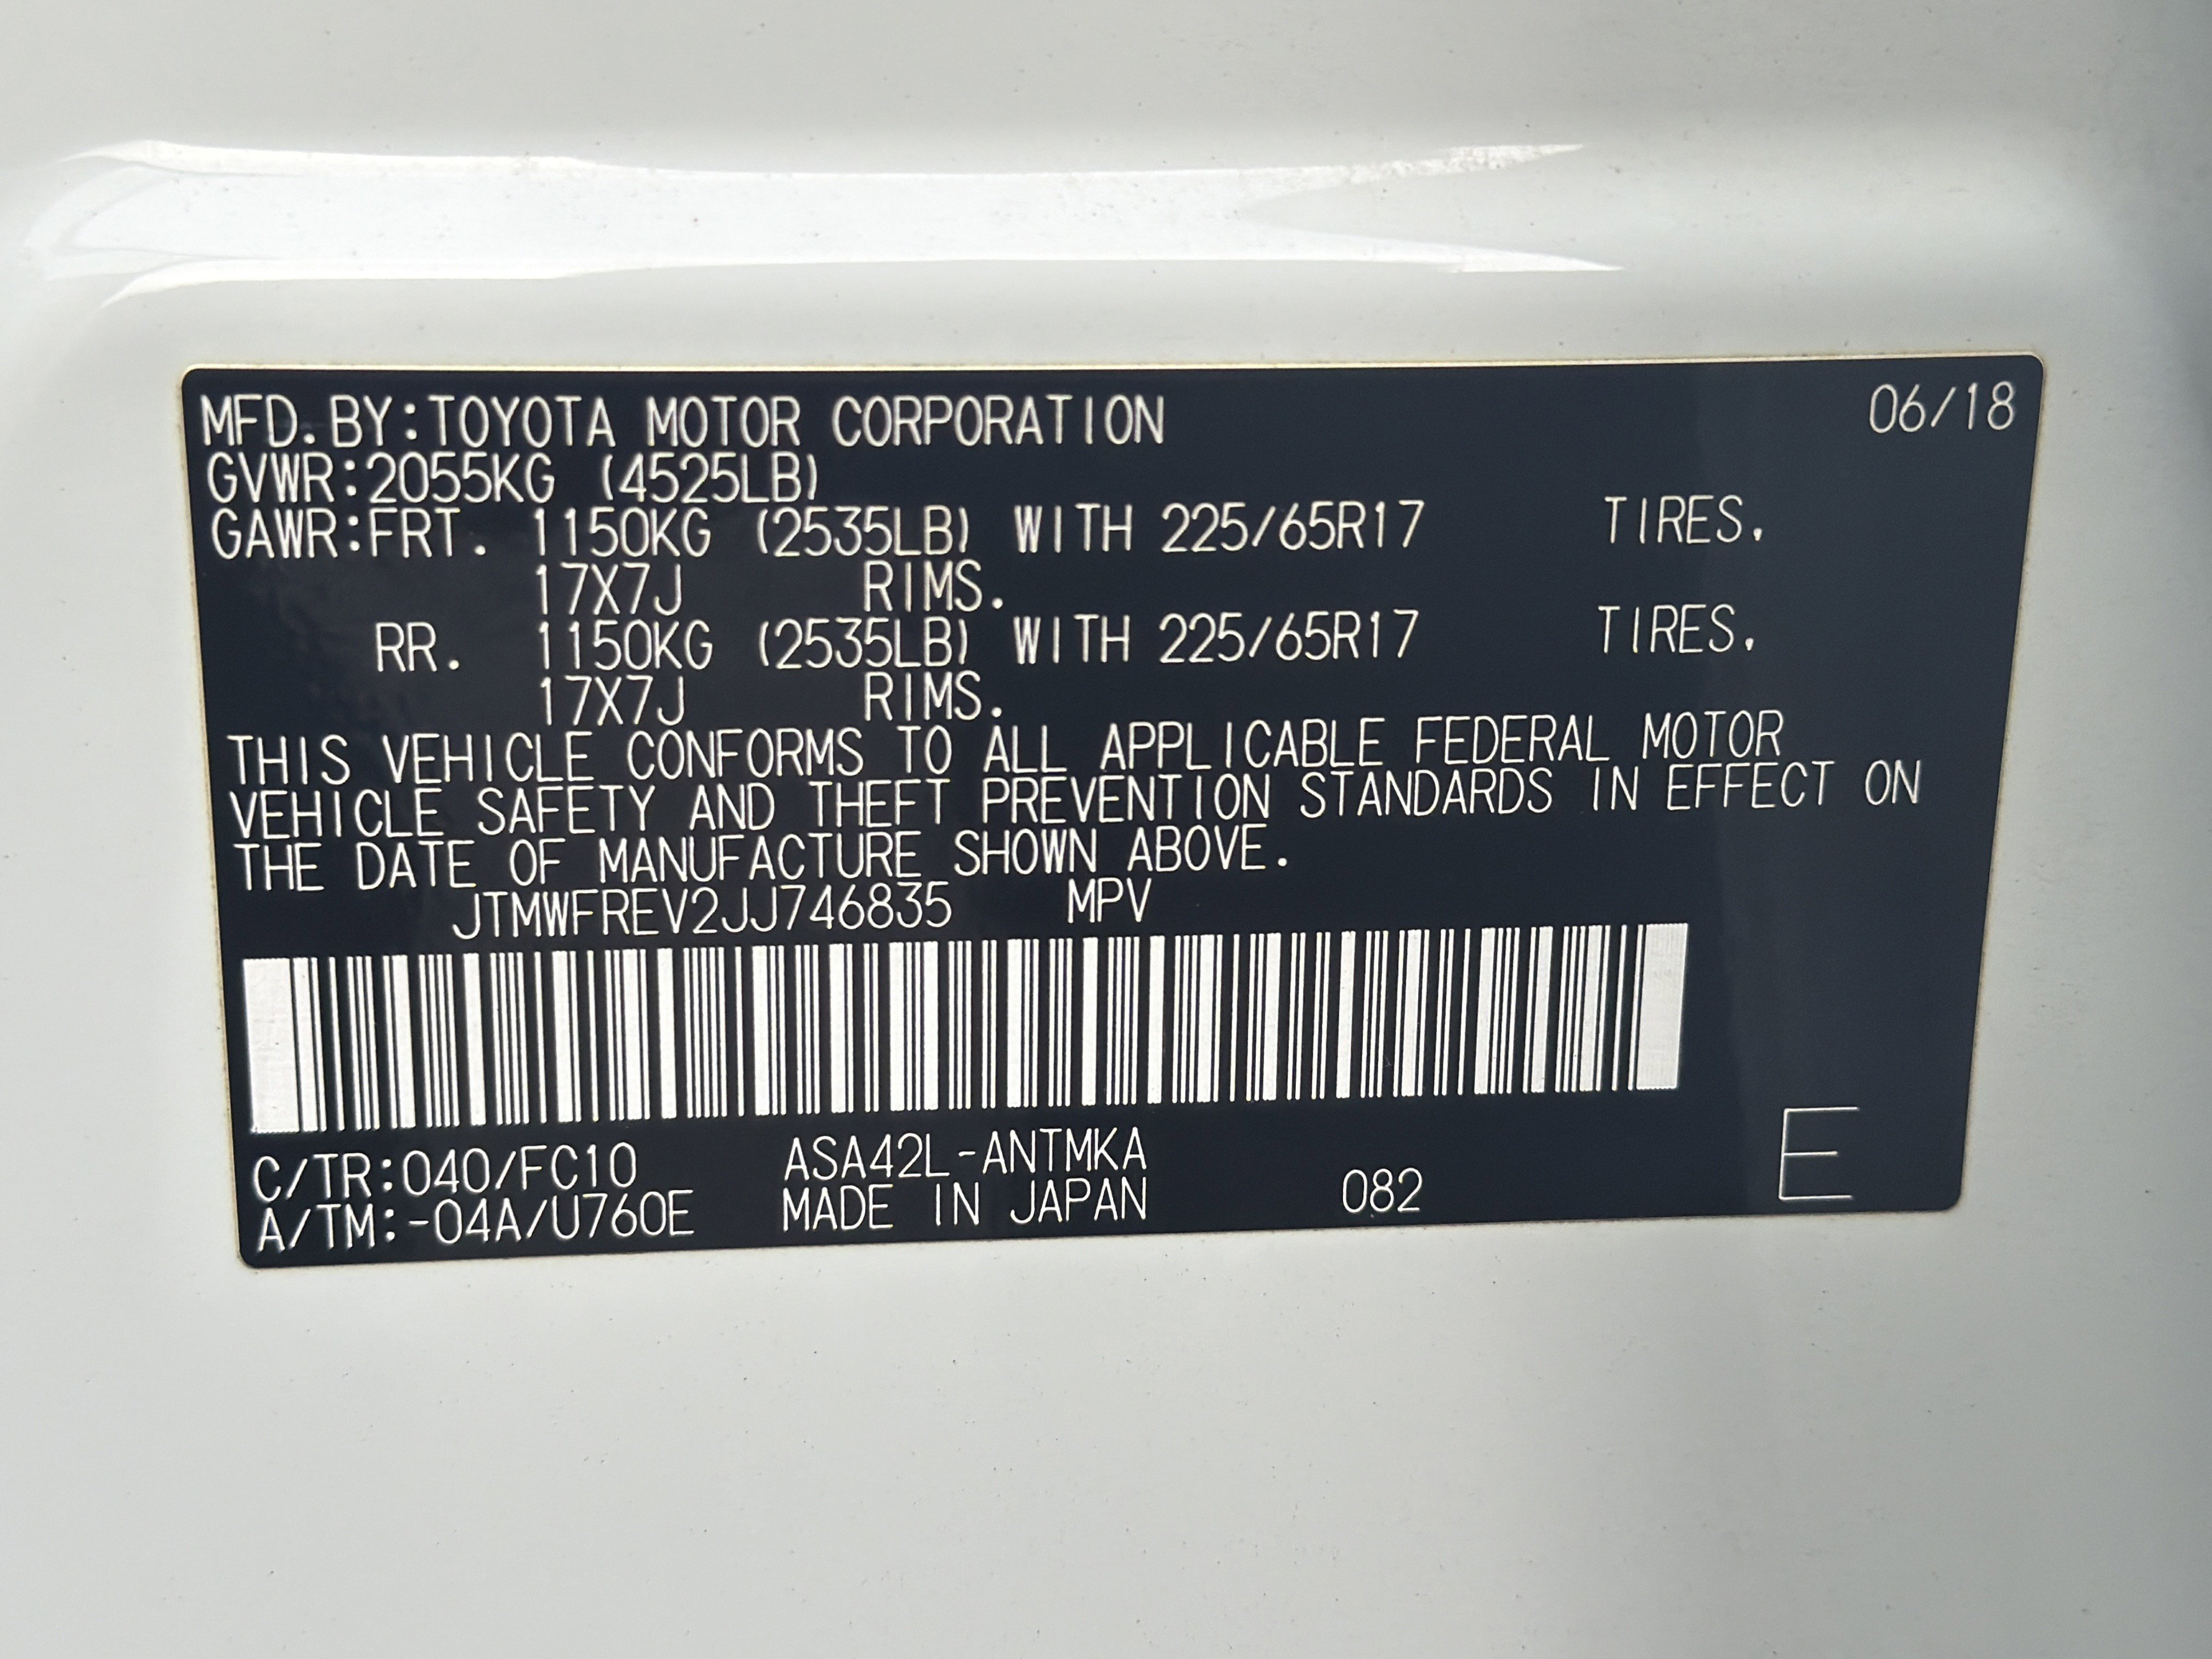 MFD.BY:TOYOTA MOTOR CORPORATION 06/18
GVWR:2055KG (4525LB)
GAWR:FRT. 1150KG (2535LB) WITH 225/65R17 TIRES.
17X7J RIMS.
RR. 1150KG (2535LB) WITH 225/65R17 TIRES.
17X7J RIMS.
THIS VEHICLE CONFORMS TO ALL APPLICABLE FEDERAL MOTOR
VEHICLE SAFETY AND THEFT PREVENTION STANDARDS IN EFFECT ON
THE DATE OF MANUFACTURE SHOWN ABOVE.
JTMWFREV2JJ746835 MPV
C/TR:040/FC10 ASA42L-ANTMKA
A/TM:-04A/U760E MADE IN JAPAN 082 E